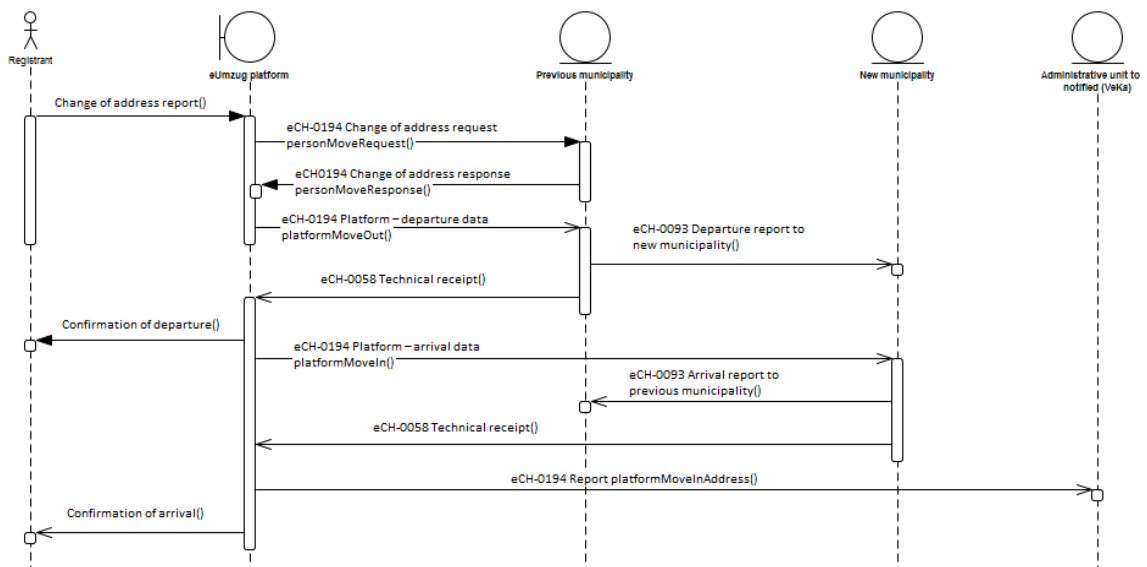 Registrant
eUmzug platform
Previous municipality
New municipality
Administrative unit to
notified (VeKa)
Change of address report()
eCH-0194 Change of address request
personMoveRequest()
eCH0194 Change of address response
personMoveResponse()
eCH-0194 Platform – departure data
platformMoveOut()
eCH-0093 Departure report to
new municipality()
eCH-0058 Technical receipt()
Confirmation of departure()
eCH-0194 Platform – arrival data
platformMoveIn()
eCH-0093 Arrival report to
previous municipality()
eCH-0058 Technical receipt()
eCH-0194 Report platformMoveInAddress()
Confirmation of arrival()